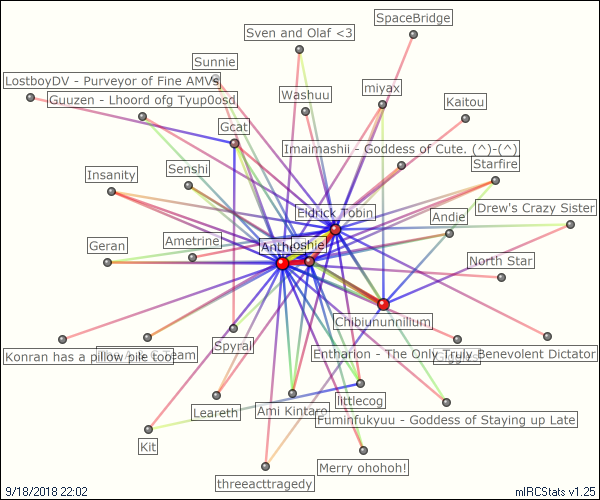 SpaceBridge
Sven and Olaf <3
Sunnie
LostboyDV - Purveyor of Fine AMVs
Washuu
miyax
Guuzen - Lhoord ofg Tyup0osd
Kaitou
Gcat
Imaimashii - Goddess of Cute. (^)-(^)
Starfire
Senshi
Insanity
Drew's Crazy Sister
Eldrick Tobin
Andie
Ametrine
Geran
Antho
oshie
North Star
Chibiununnilium
Spyral
Konran has a pillow pile too
Team
Entharion - The Only Truly Benevolent Dictator
littlecog
Leareth
Ami Kintaro
Fuminfukyuu - Goddess of Staying up Late
Kit
Merry ohohoh!
threeacttragedy
9/18/2018 22:02
mIRCStats v1.25